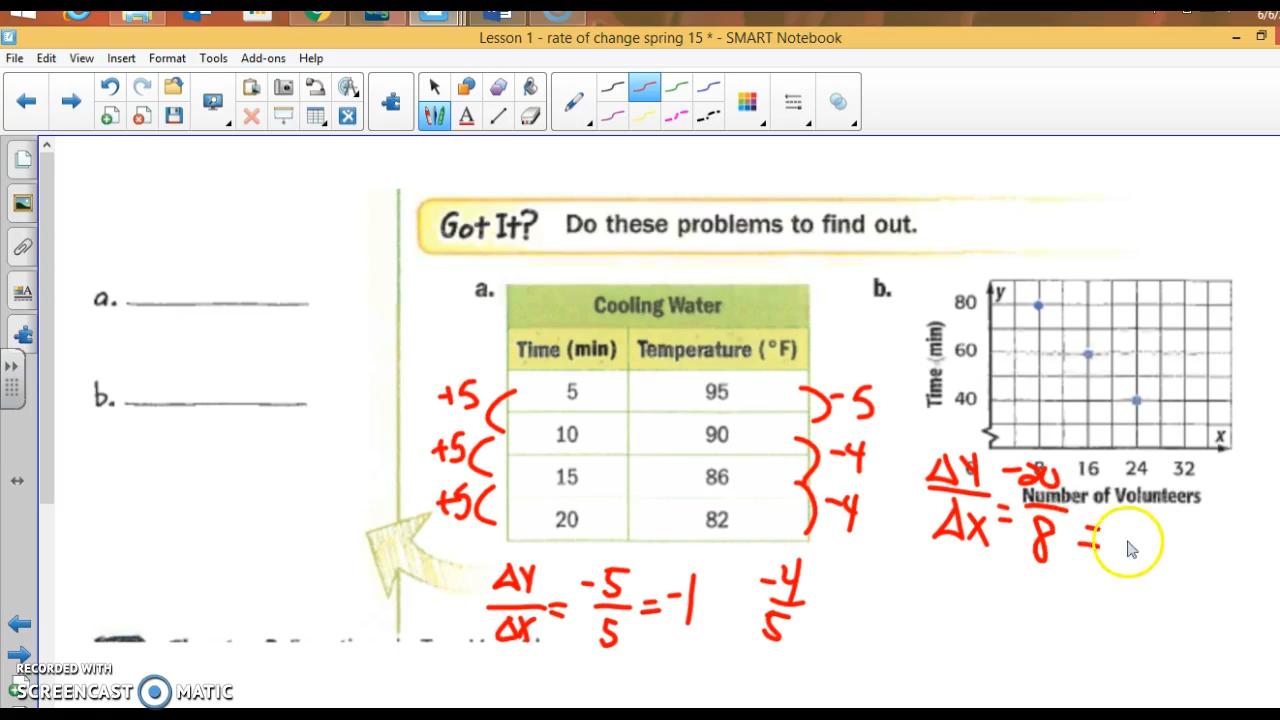 6/6/
Lesson 1 - rate of change spring 15 * - SMART Notebook
File Edit View Insert Format Tools Add-ons Help
Got It? Do these problems to find out.
a.
b.
a.
Cooling Water
Time (min) Temperature (°F)
5 95
10 90
15 86
20 82
+5 -5
+5 -4
+5 -4
ΔY/ΔX = -5/5 = -1 -4/5
b.
y
80
60
40
Time (min)
x
16 24 32
Number of Volunteers
ΔY/ΔX = -20/8 =
RECORDED WITH
SCREENCAST MATIC